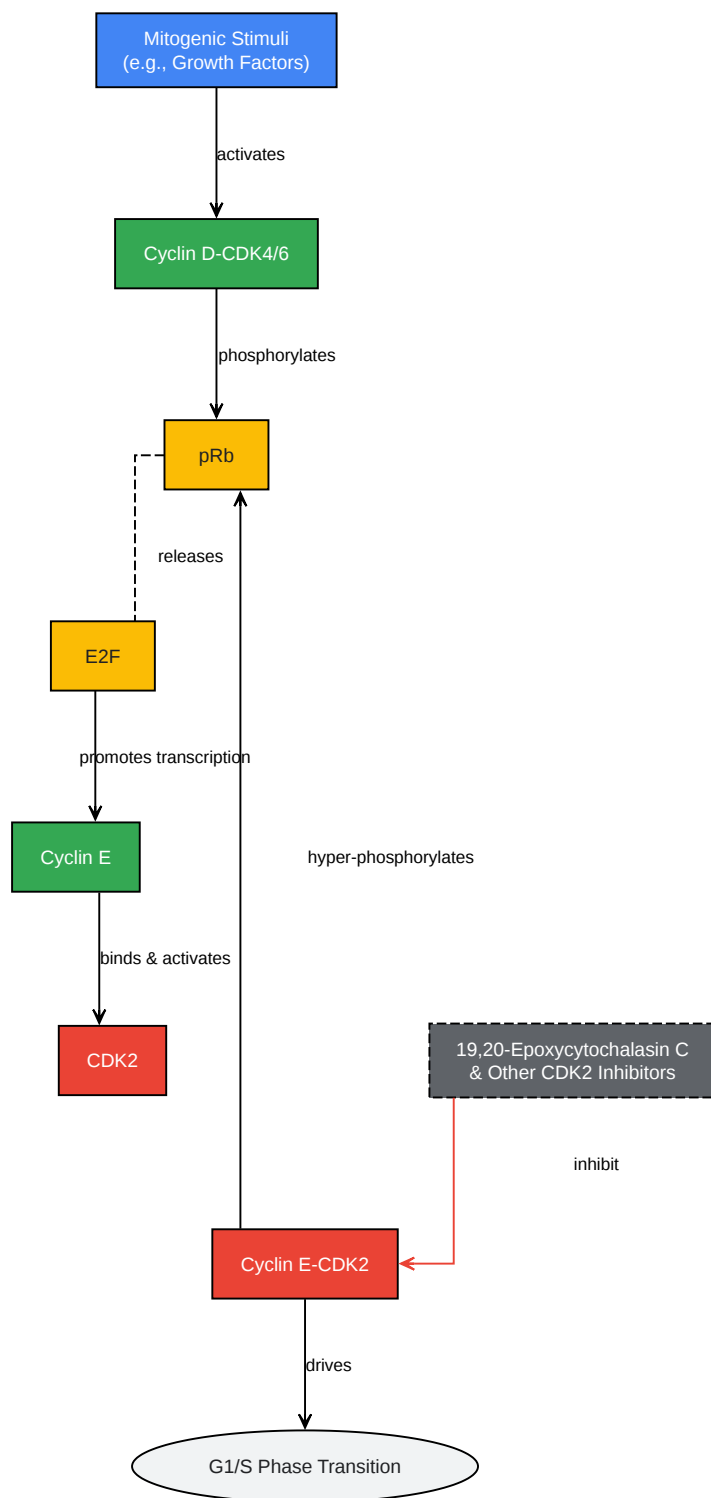 Mitogenic Stimuli
(e.g., Growth Factors)
activates
Cyclin D-CDK4/6
phosphorylates
pRb
releases
E2F
promotes transcription
Cyclin E
hyper-phosphorylates
binds & activates
CDK2
19,20-Epoxycytochalasin C
& Other CDK2 Inhibitors
inhibit
Cyclin E-CDK2
drives
G1/S Phase Transition